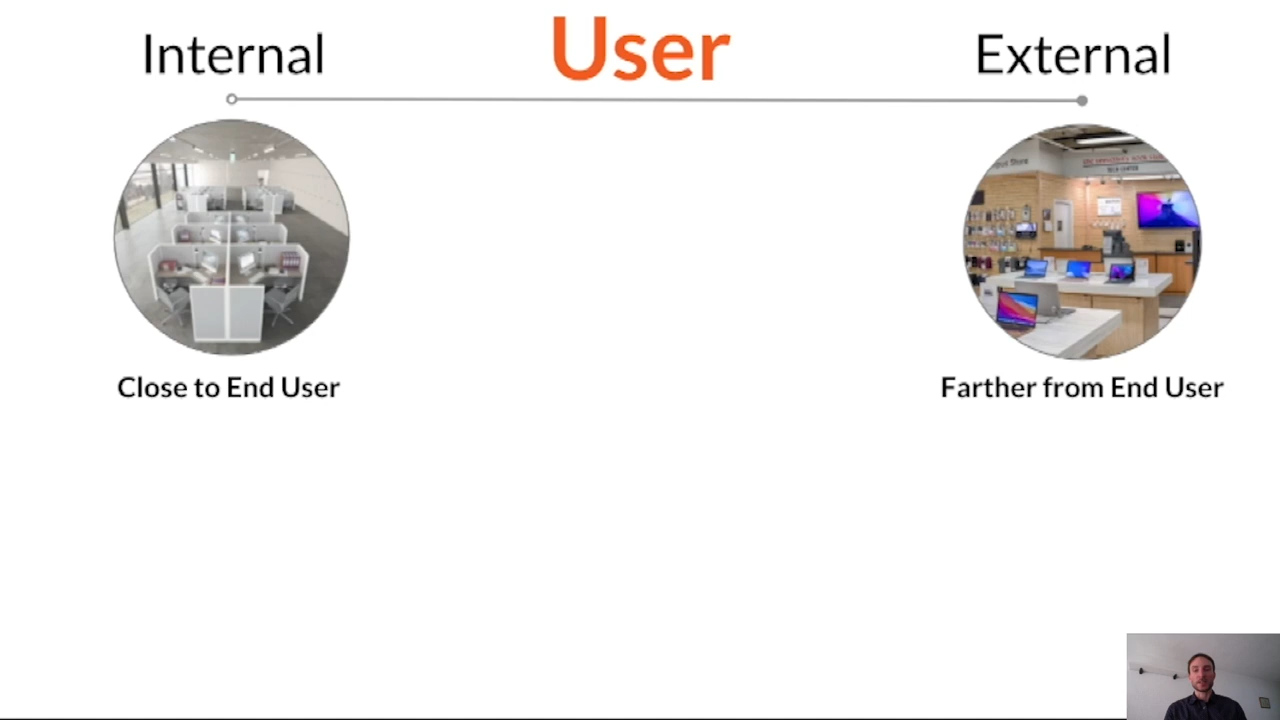 Internal
User
External
Close to End User
Farther from End User